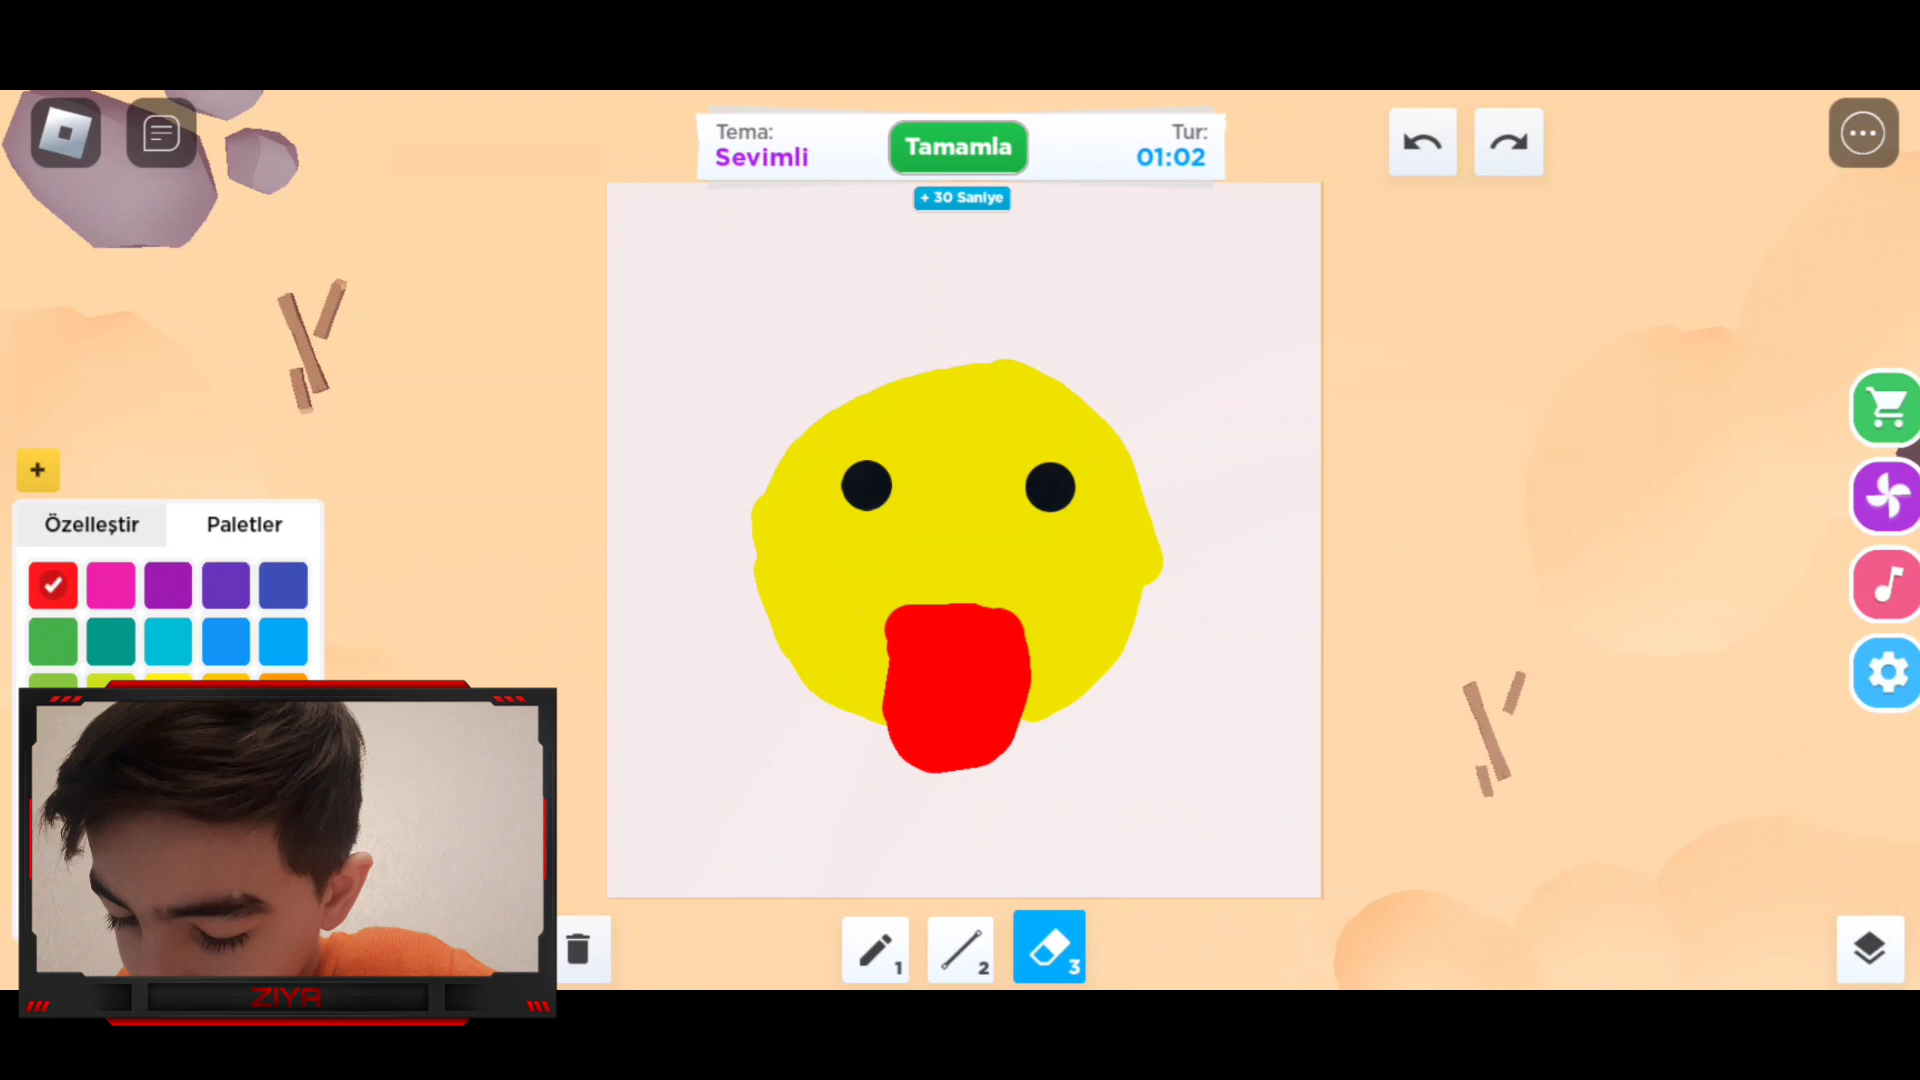 Tema:
Sevimli
Tamamla
Tur:
01:02
+ 30 Saniye
+
Özelleştir
Paletler
1
2
3
ZIYA